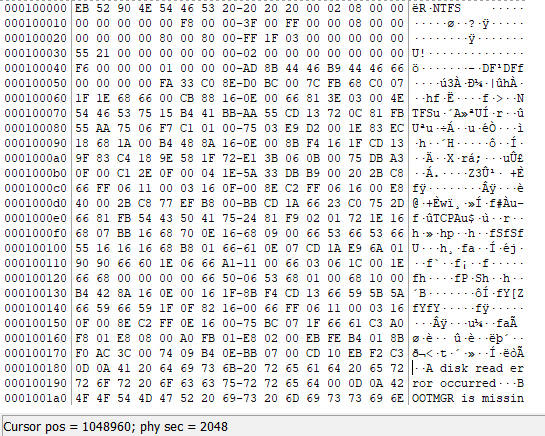 000100000 EB 52 90 4E 54 46 53 20-20 20 20 00 02 08 00 00 ëR·NTFS    ·····
000100010 00 00 00 00 00 F8 00 00-3F 00 FF 00 00 08 00 00 ·····ø··?·ÿ·····
000100020 00 00 00 00 80 00 80 00-FF 1F 03 00 00 00 00 00 ········ÿ·······
000100030 55 21 00 00 00 00 00 00-02 00 00 00 00 00 00 00 U!··············
000100040 F6 00 00 00 01 00 00 00-AD 8B 44 46 B9 44 46 66 ö·······-·DF¹DFf
000100050 00 00 00 00 FA 33 C0 8E-D0 BC 00 7C FB 68 C0 07 ····ú3À·Ð¼·|ûhÀ·
000100060 1F 1E 68 66 00 CB 88 16-0E 00 66 81 3E 03 00 4E ··hf·Ë····f·>··N
000100070 54 46 53 75 15 B4 41 BB-AA 55 CD 13 72 0C 81 FB TFSu·´A»ªUÍ·r··û
000100080 55 AA 75 06 F7 C1 01 00-75 03 E9 D2 00 1E 83 EC Uªu·÷Á··u·éÒ···ì
000100090 18 68 1A 00 B4 48 8A 16-0E 00 8B F4 16 1F CD 13 ·h··´H·····ô··Í·
0001000a0 9F 83 C4 18 9E 58 1F 72-E1 3B 06 0B 00 75 DB A3 ··Ä··X·rá;···uÛ£
0001000b0 0F 00 C1 2E 0F 00 04 1E-5A 33 DB B9 00 20 2B C8 ··Á.····Z3Û¹· +È
0001000c0 66 FF 06 11 00 03 16 0F-00 8E C2 FF 06 16 00 E8 fÿ········Âÿ···è
0001000d0 40 00 2B C8 77 EF B8 00-BB CD 1A 66 23 C0 75 2D @·+Èwï¸·»Í·f#Àu-
0001000e0 66 81 FB 54 43 50 41 75-24 81 F9 02 01 72 1E 16 f·ûTCPAu$·ù··r··
0001000f0 68 07 BB 16 68 70 0E 16-68 09 00 66 53 66 53 66 h·»·hp··h··fSfSf
000100100 55 16 16 16 68 B8 01 66-61 0E 07 CD 1A E9 6A 01 U···h¸·fa··Í·éj·
000100110 90 90 66 60 1E 06 66 A1-11 00 66 03 06 1C 00 1E ··f`··f¡··f·····
000100120 66 68 00 00 00 00 66 50-06 53 68 01 00 68 10 00 fh····fP·Sh··h··
000100130 B4 42 8A 16 0E 00 16 1F-8B F4 CD 13 66 59 5B 5A ´B·······ôÍ·fY[Z
000100140 66 59 66 59 1F 0F 82 16-00 66 FF 06 11 00 03 16 fYfY·····fÿ·····
000100150 0F 00 8E C2 FF 0E 16 00-75 BC 07 1F 66 61 C3 A0 ···Âÿ···u¼··faÃ 
000100160 F8 01 E8 08 00 A0 FB 01-E8 02 00 EB FE B4 01 8B ø·è·· û·è··ëþ´··
000100170 F0 AC 3C 00 74 09 B4 0E-BB 07 00 CD 10 EB F2 C3 ð¬<·t·´·»··Í·ëòÃ
000100180 0D 0A 41 20 64 69 73 6B-20 72 65 61 64 20 65 72 ··A disk read er
000100190 72 6F 72 20 6F 63 63 75-72 72 65 64 00 0D 0A 42 ror occurred···B
0001001a0 4F 4F 54 4D 47 52 20 69-73 20 6D 69 73 73 69 6E OOTMGR is missin
Cursor pos = 1048960; phy sec = 2048